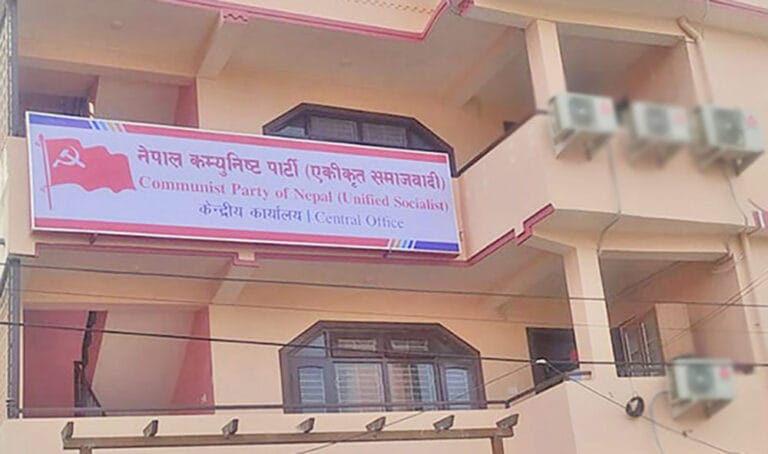 नेपाल कम्युनिष्ट पार्टी (एकीकृत समाजवादी)
Communist Party of Nepal (Unified Socialist)
केन्द्रीय कार्यालय | Central Office